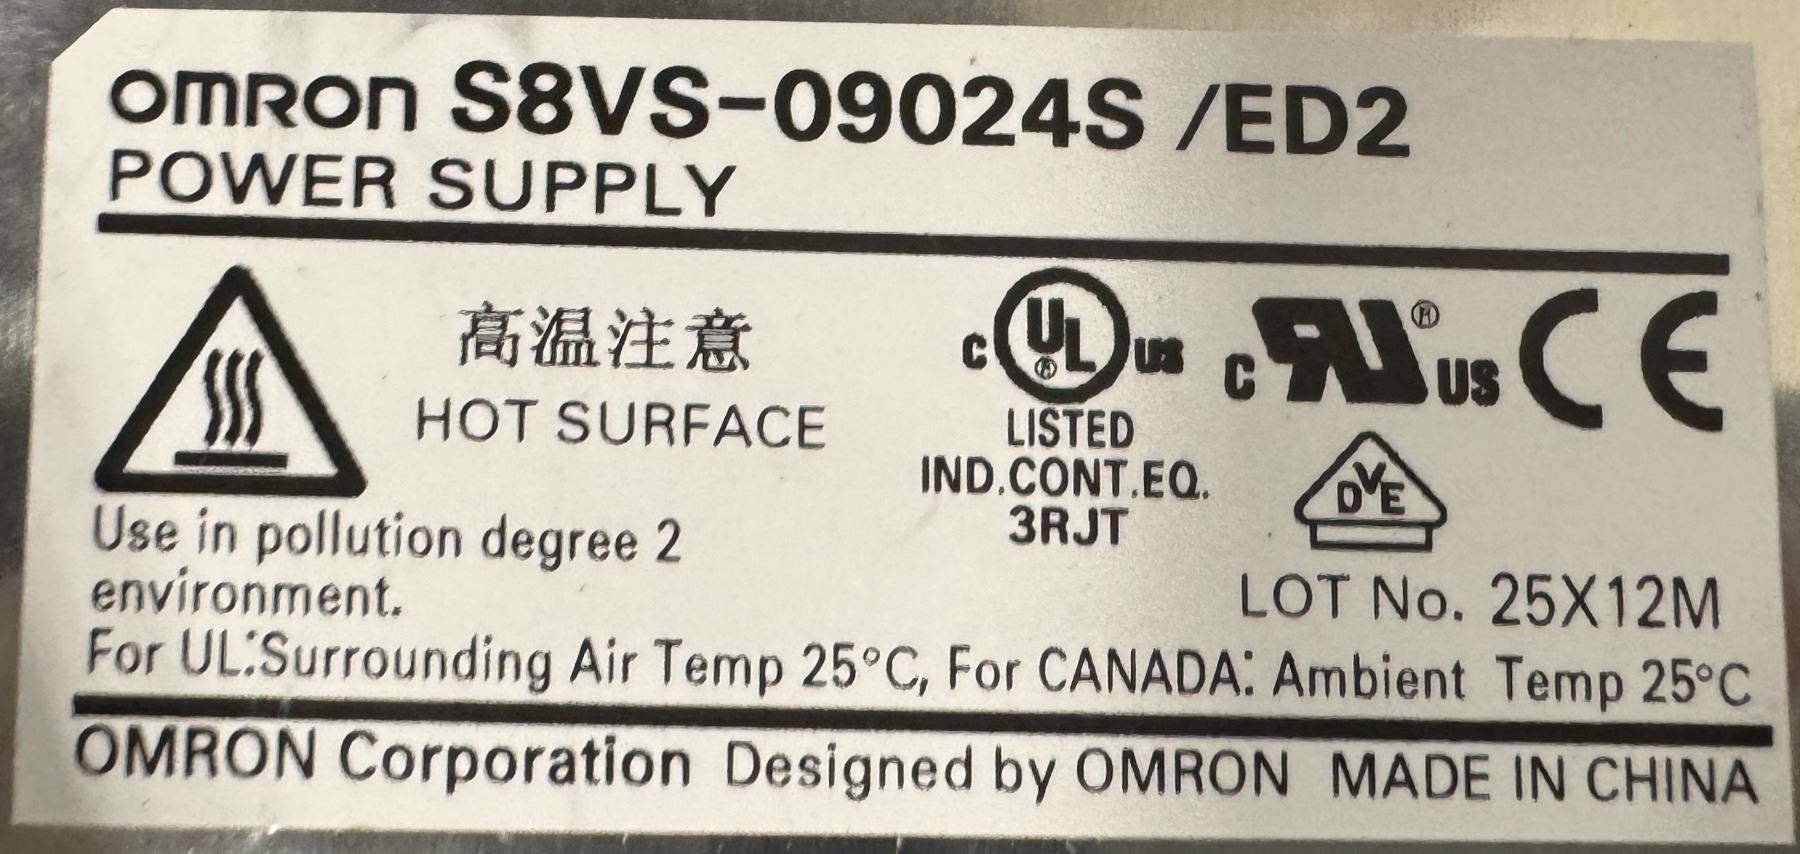 OMRON S8VS-09024S /ED2
POWER SUPPLY
高温注意
HOT SURFACE
C UL® US
LISTED
IND.CONT.EQ.
3RJT
C RU® US CE
DVE
Use in pollution degree 2
environment.
LOT No. 25X12M
For UL:Surrounding Air Temp 25°C, For CANADA: Ambient Temp 25°C
OMRON Corporation Designed by OMRON MADE IN CHINA